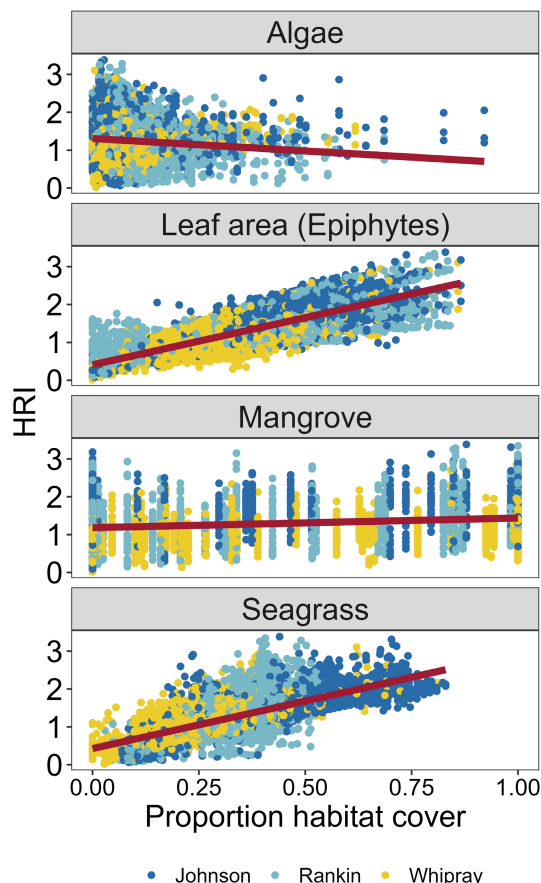 Algae
3
2
1
0
Leaf area (Epiphytes)
3
2
1
0
HRI
Mangrove
3
2
1
0
Seagrass
3
2
1
0
0.00 0.25 0.50 0.75 1.00
Proportion habitat cover
Johnson Rankin Whipray